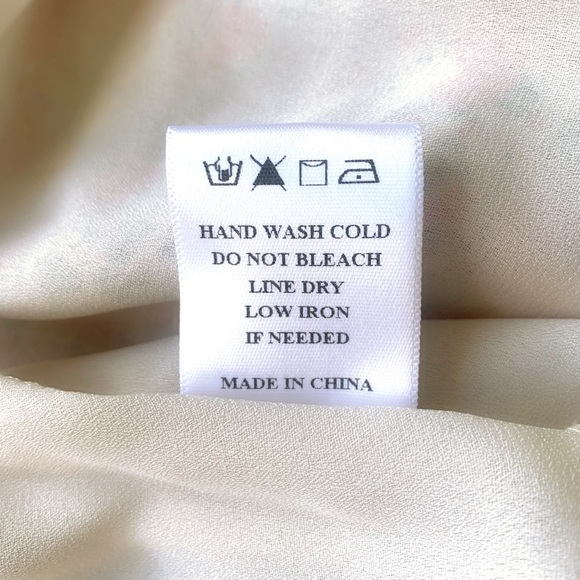 HAND WASH COLD
DO NOT BLEACH
LINE DRY
LOW IRON
IF NEEDED
MADE IN CHINA